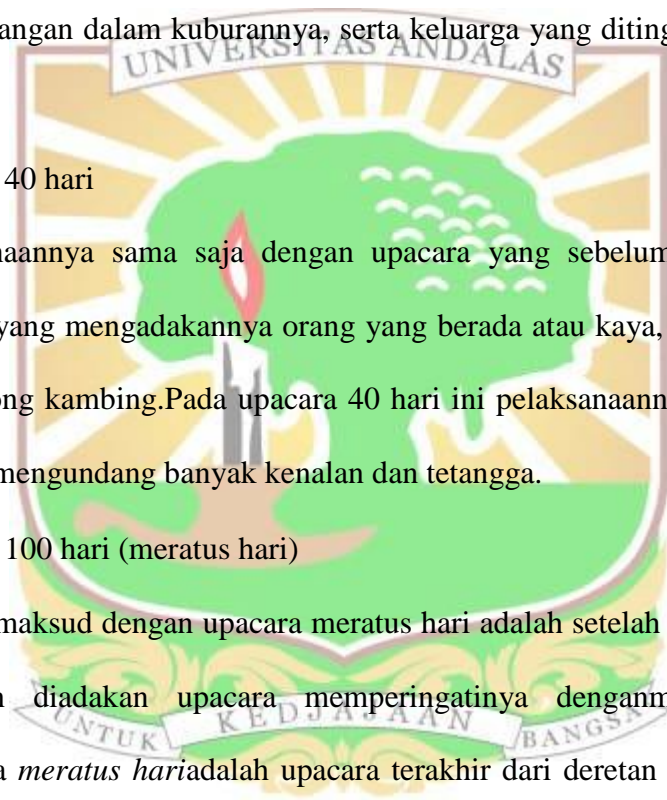 angan dalam kuburannya, serta keluarga yang diting
UNIVERSITAS ANDALAS
40 hari
naannya sama saja dengan upacara yang sebelum
yang mengadakannya orang yang berada atau kaya,
ong kambing.Pada upacara 40 hari ini pelaksanaann
mengundang banyak kenalan dan tetangga.
100 hari (meratus hari)
maksud dengan upacara meratus hari adalah setelah
diadakan upacara memperingatinya denganm
UNTUK KEDJAJAAN BANGSA
a meratus hariadalah upacara terakhir dari deretan